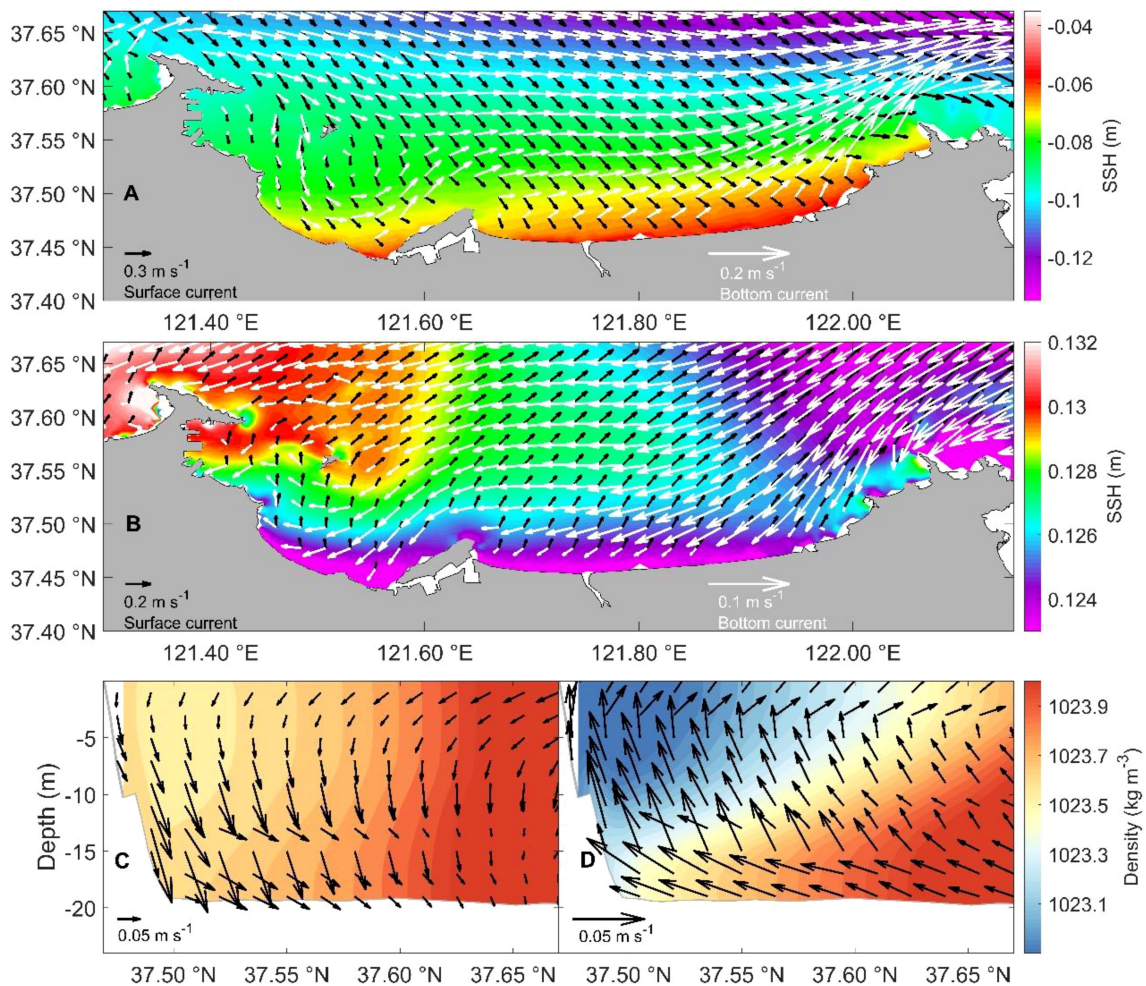 37.65 °N
37.60 °N
37.55 °N
37.50 °N
37.45 °N
37.40 °N
A
0.3 m s-1
Surface current
0.2 m s-1
Bottom current
121.40 °E
121.60 °E
121.80 °E
122.00 °E
-0.04
-0.06
-0.08
-0.1
-0.12
SSH (m)
37.65 °N
37.60 °N
37.55 °N
37.50 °N
37.45 °N
37.40 °N
B
0.2 m s-1
Surface current
0.1 m s-1
Bottom current
121.40 °E
121.60 °E
121.80 °E
122.00 °E
0.132
0.13
0.128
0.126
0.124
SSH (m)
Depth (m)
-5
-10
-15
-20
C
0.05 m s-1
37.50 °N
37.55 °N
37.60 °N
37.65 °N
D
0.05 m s-1
37.50 °N
37.55 °N
37.60 °N
37.65 °N
1023.9
1023.7
1023.5
1023.3
1023.1
Density (kg m-3)